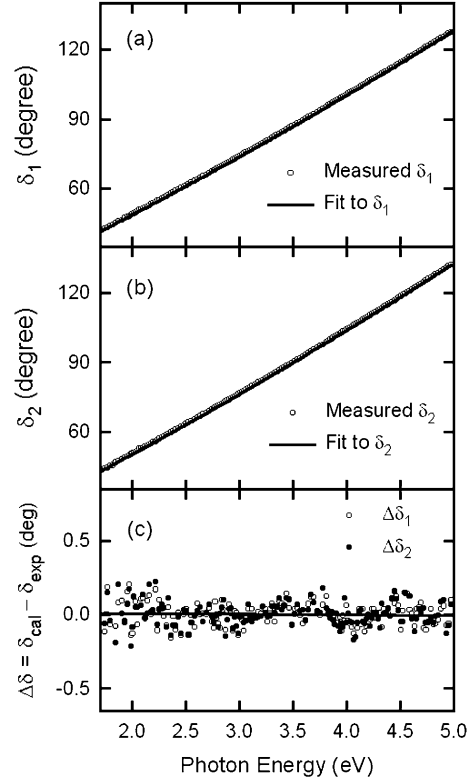 (a)
120
90
60
δ1 (degree)
Measured δ1
Fit to δ1
(b)
120
90
60
δ2 (degree)
Measured δ2
Fit to δ2
(c)
0.5
0.0
-0.5
Δδ = δcal − δexp (deg)
Δδ1
Δδ2
2.0 2.5 3.0 3.5 4.0 4.5 5.0
Photon Energy (eV)